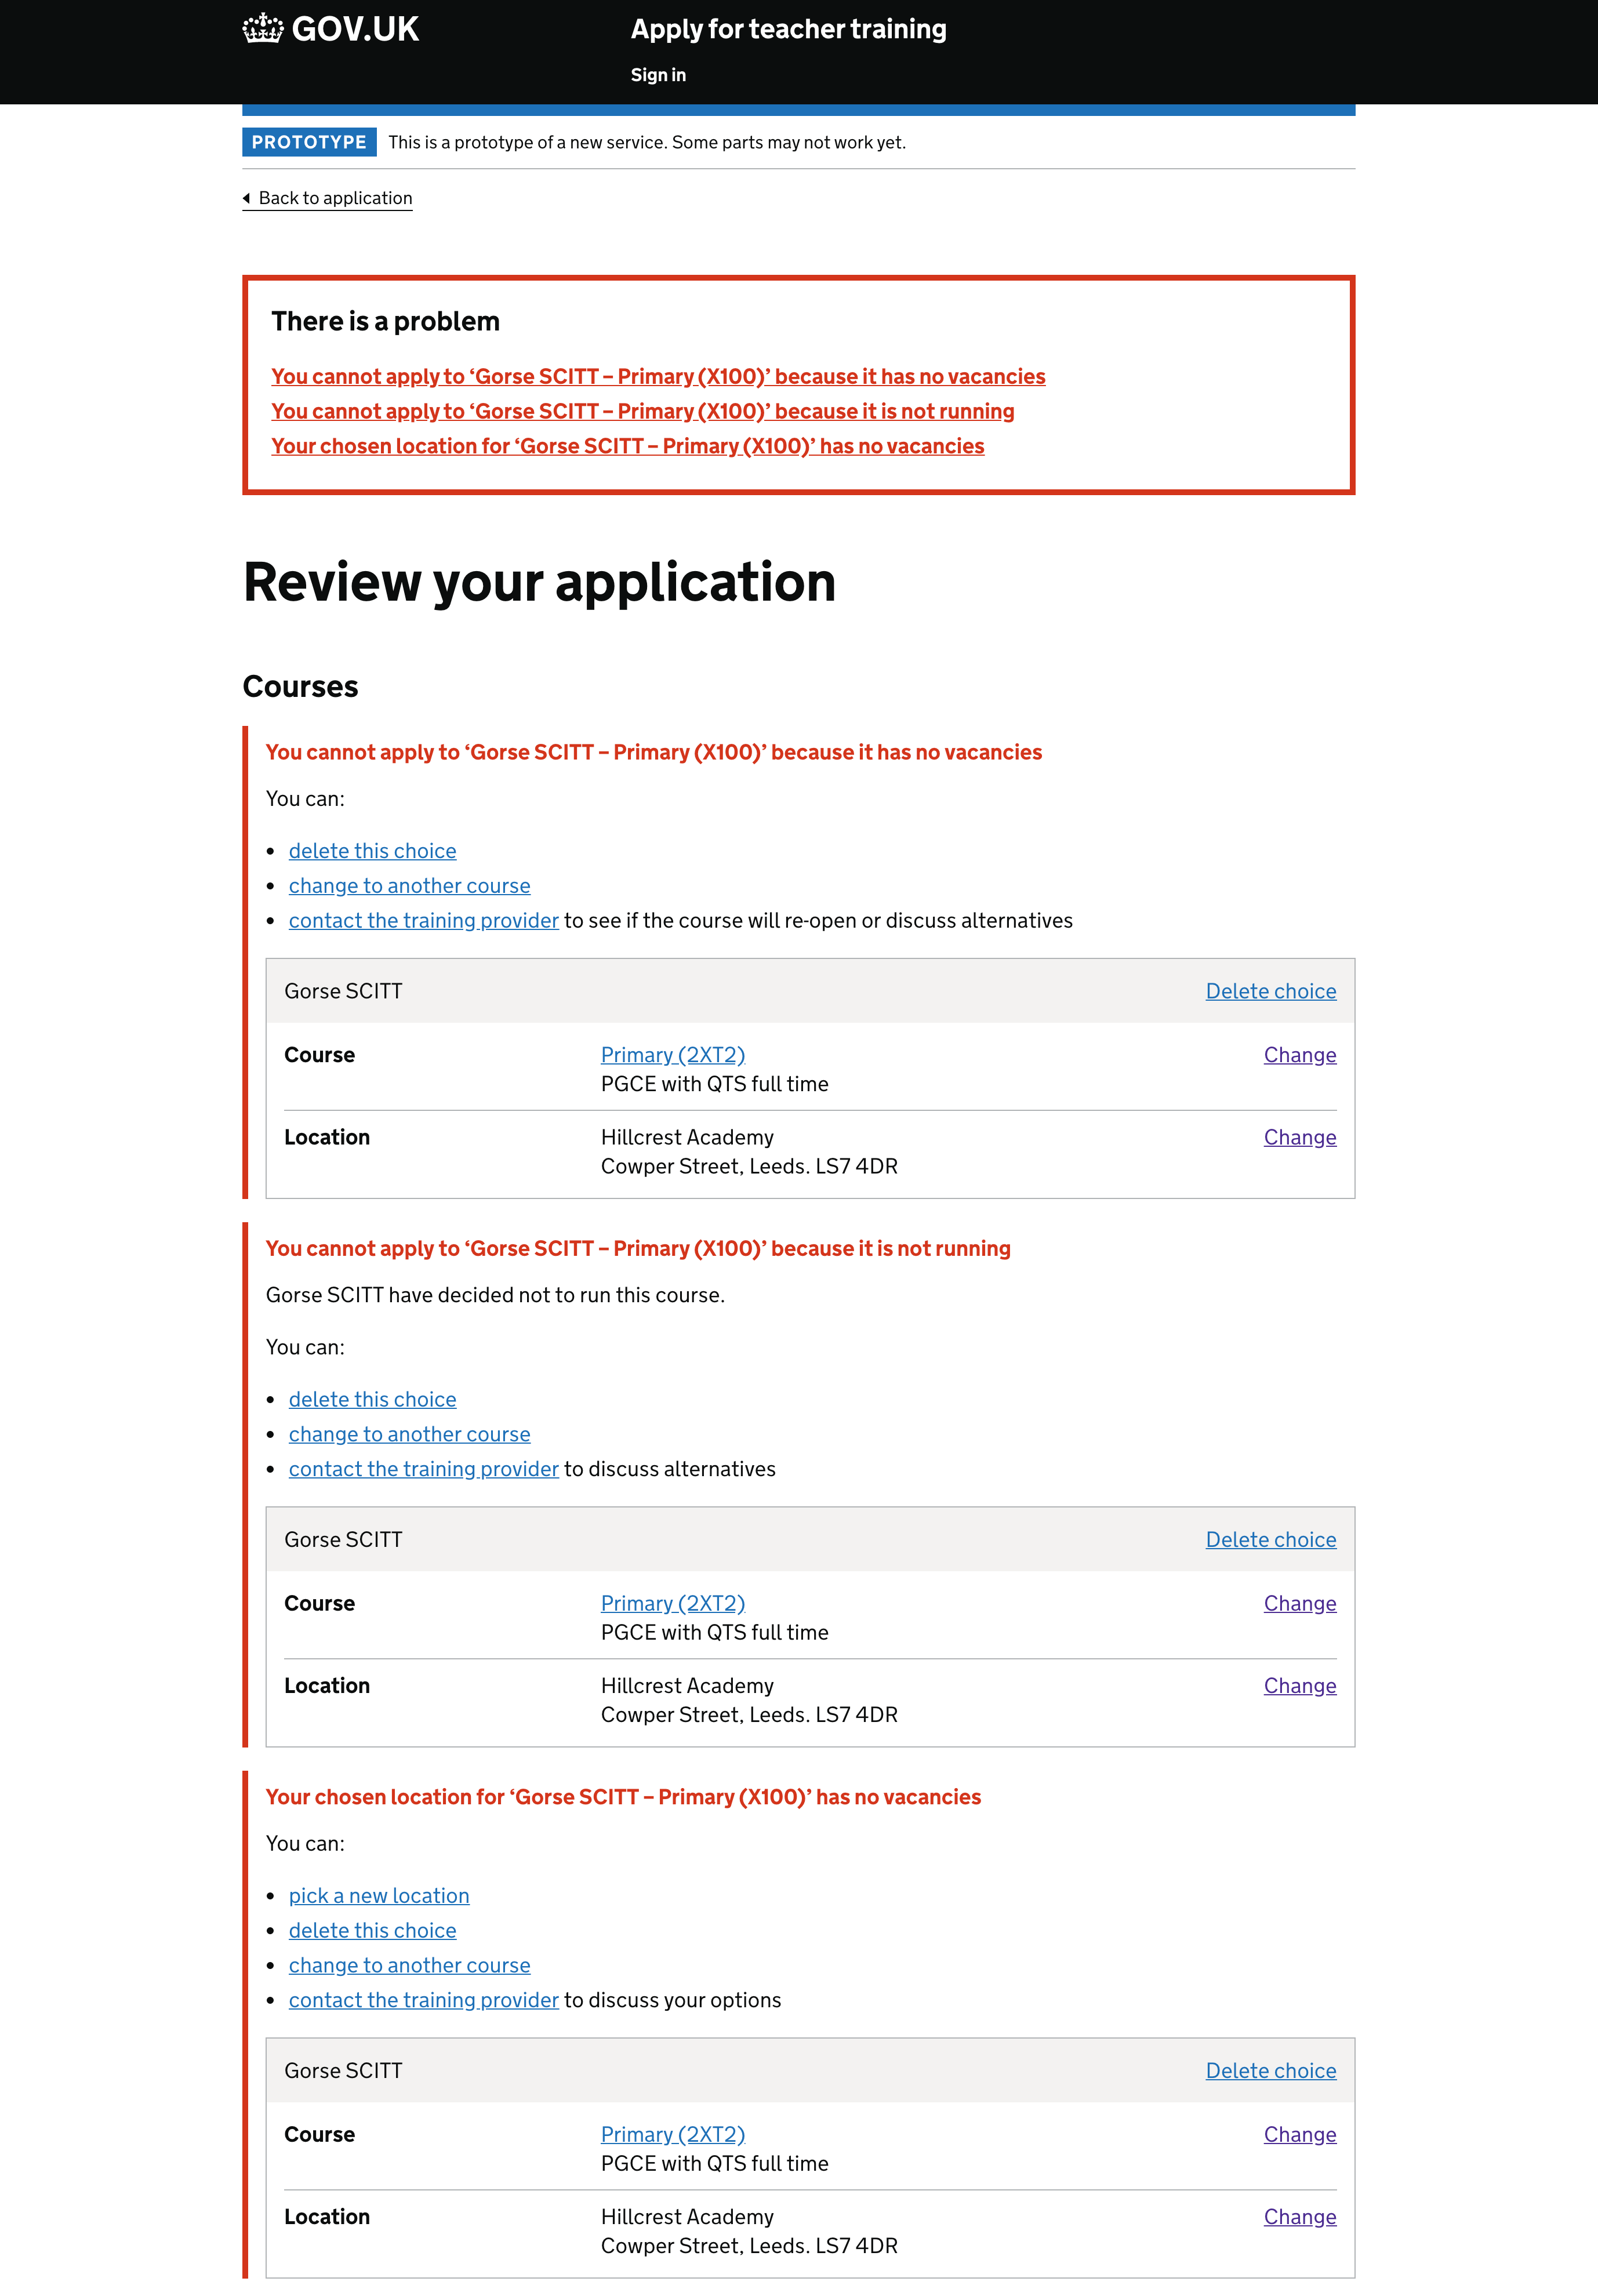 GOV.UK
Apply for teacher training
Sign in
PROTOTYPE This is a prototype of a new service. Some parts may not work yet.
Back to application
There is a problem
You cannot apply to ‘Gorse SCITT – Primary (X100)’ because it has no vacancies
You cannot apply to ‘Gorse SCITT – Primary (X100)’ because it is not running
Your chosen location for ‘Gorse SCITT – Primary (X100)’ has no vacancies
Review your application
Courses
You cannot apply to ‘Gorse SCITT – Primary (X100)’ because it has no vacancies
You can:
• delete this choice
• change to another course
• contact the training provider to see if the course will re-open or discuss alternatives
Gorse SCITT Delete choice
Course Primary (2XT2) Change
PGCE with QTS full time
Location Hillcrest Academy Change
Cowper Street, Leeds. LS7 4DR
You cannot apply to ‘Gorse SCITT – Primary (X100)’ because it is not running
Gorse SCITT have decided not to run this course.
You can:
• delete this choice
• change to another course
• contact the training provider to discuss alternatives
Gorse SCITT Delete choice
Course Primary (2XT2) Change
PGCE with QTS full time
Location Hillcrest Academy Change
Cowper Street, Leeds. LS7 4DR
Your chosen location for ‘Gorse SCITT – Primary (X100)’ has no vacancies
You can:
• pick a new location
• delete this choice
• change to another course
• contact the training provider to discuss your options
Gorse SCITT Delete choice
Course Primary (2XT2) Change
PGCE with QTS full time
Location Hillcrest Academy Change
Cowper Street, Leeds. LS7 4DR